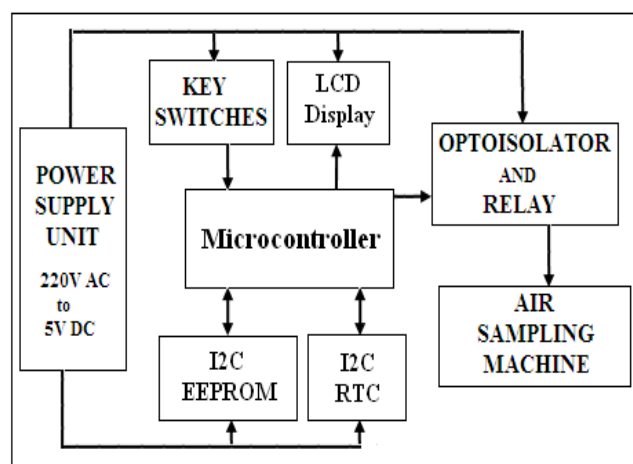 KEY
SWITCHES
LCD
Display
POWER
SUPPLY
UNIT
220V AC
to
5V DC
OPTOISOLATOR
AND
RELAY
Microcontroller
AIR
SAMPLING
MACHINE
I2C
EEPROM
I2C
RTC